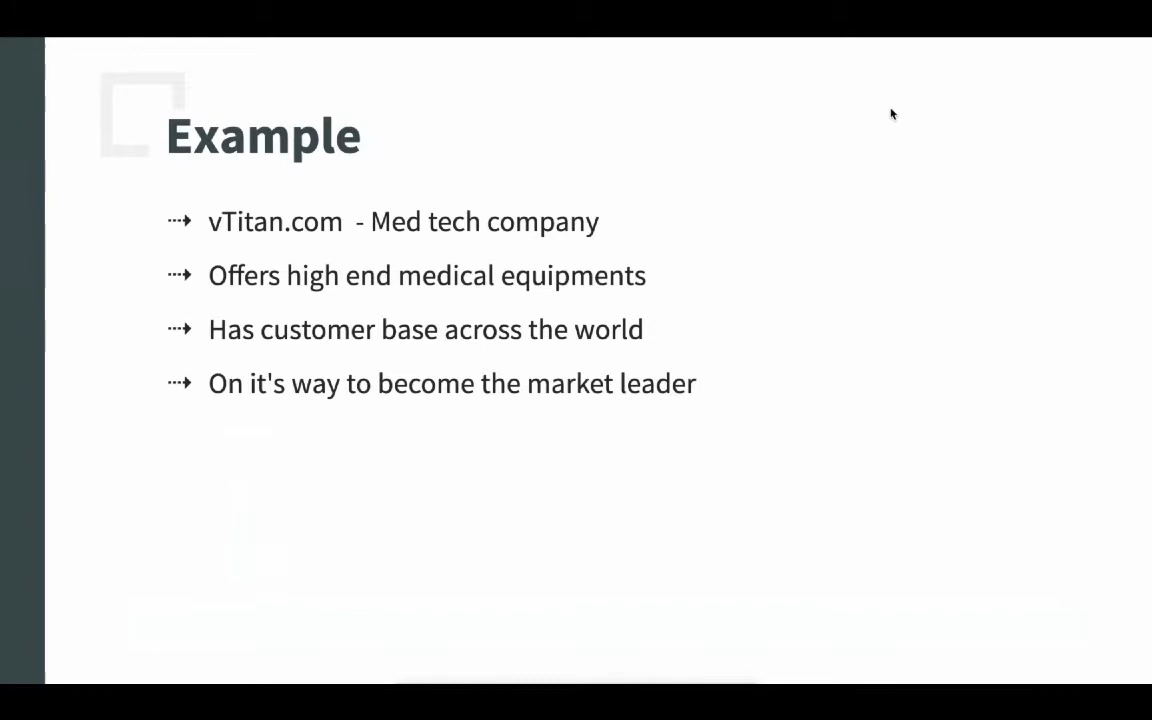 Example
⤑ vTitan.com - Med tech company
⤑ Offers high end medical equipments
⤑ Has customer base across the world
⤑ On it's way to become the market leader